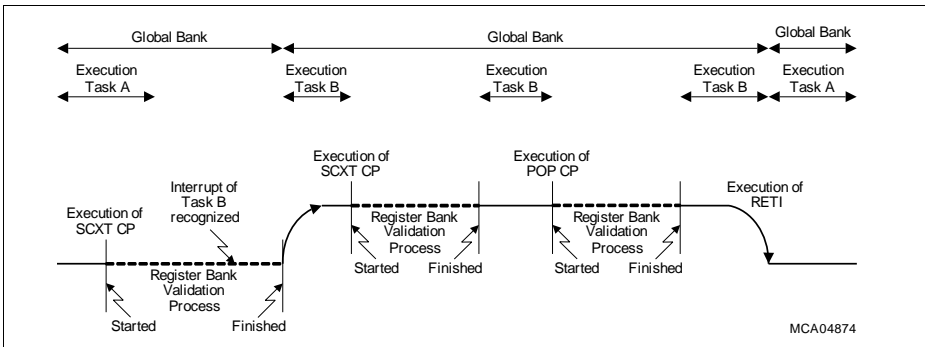 Global Bank
Global Bank
Global Bank
Execution
Task A
Execution
Task B
Execution
Task B
Execution
Task B
Execution
Task A
Execution of
SCXT CP
Interrupt of
Task B
recognized
Execution of
SCXT CP
Execution of
POP CP
Execution of
RETI
Register Bank
Validation
Process
Started
Finished
Register Bank
Validation
Process
Started
Finished
Register Bank
Validation
Process
Started
Finished
MCA04874